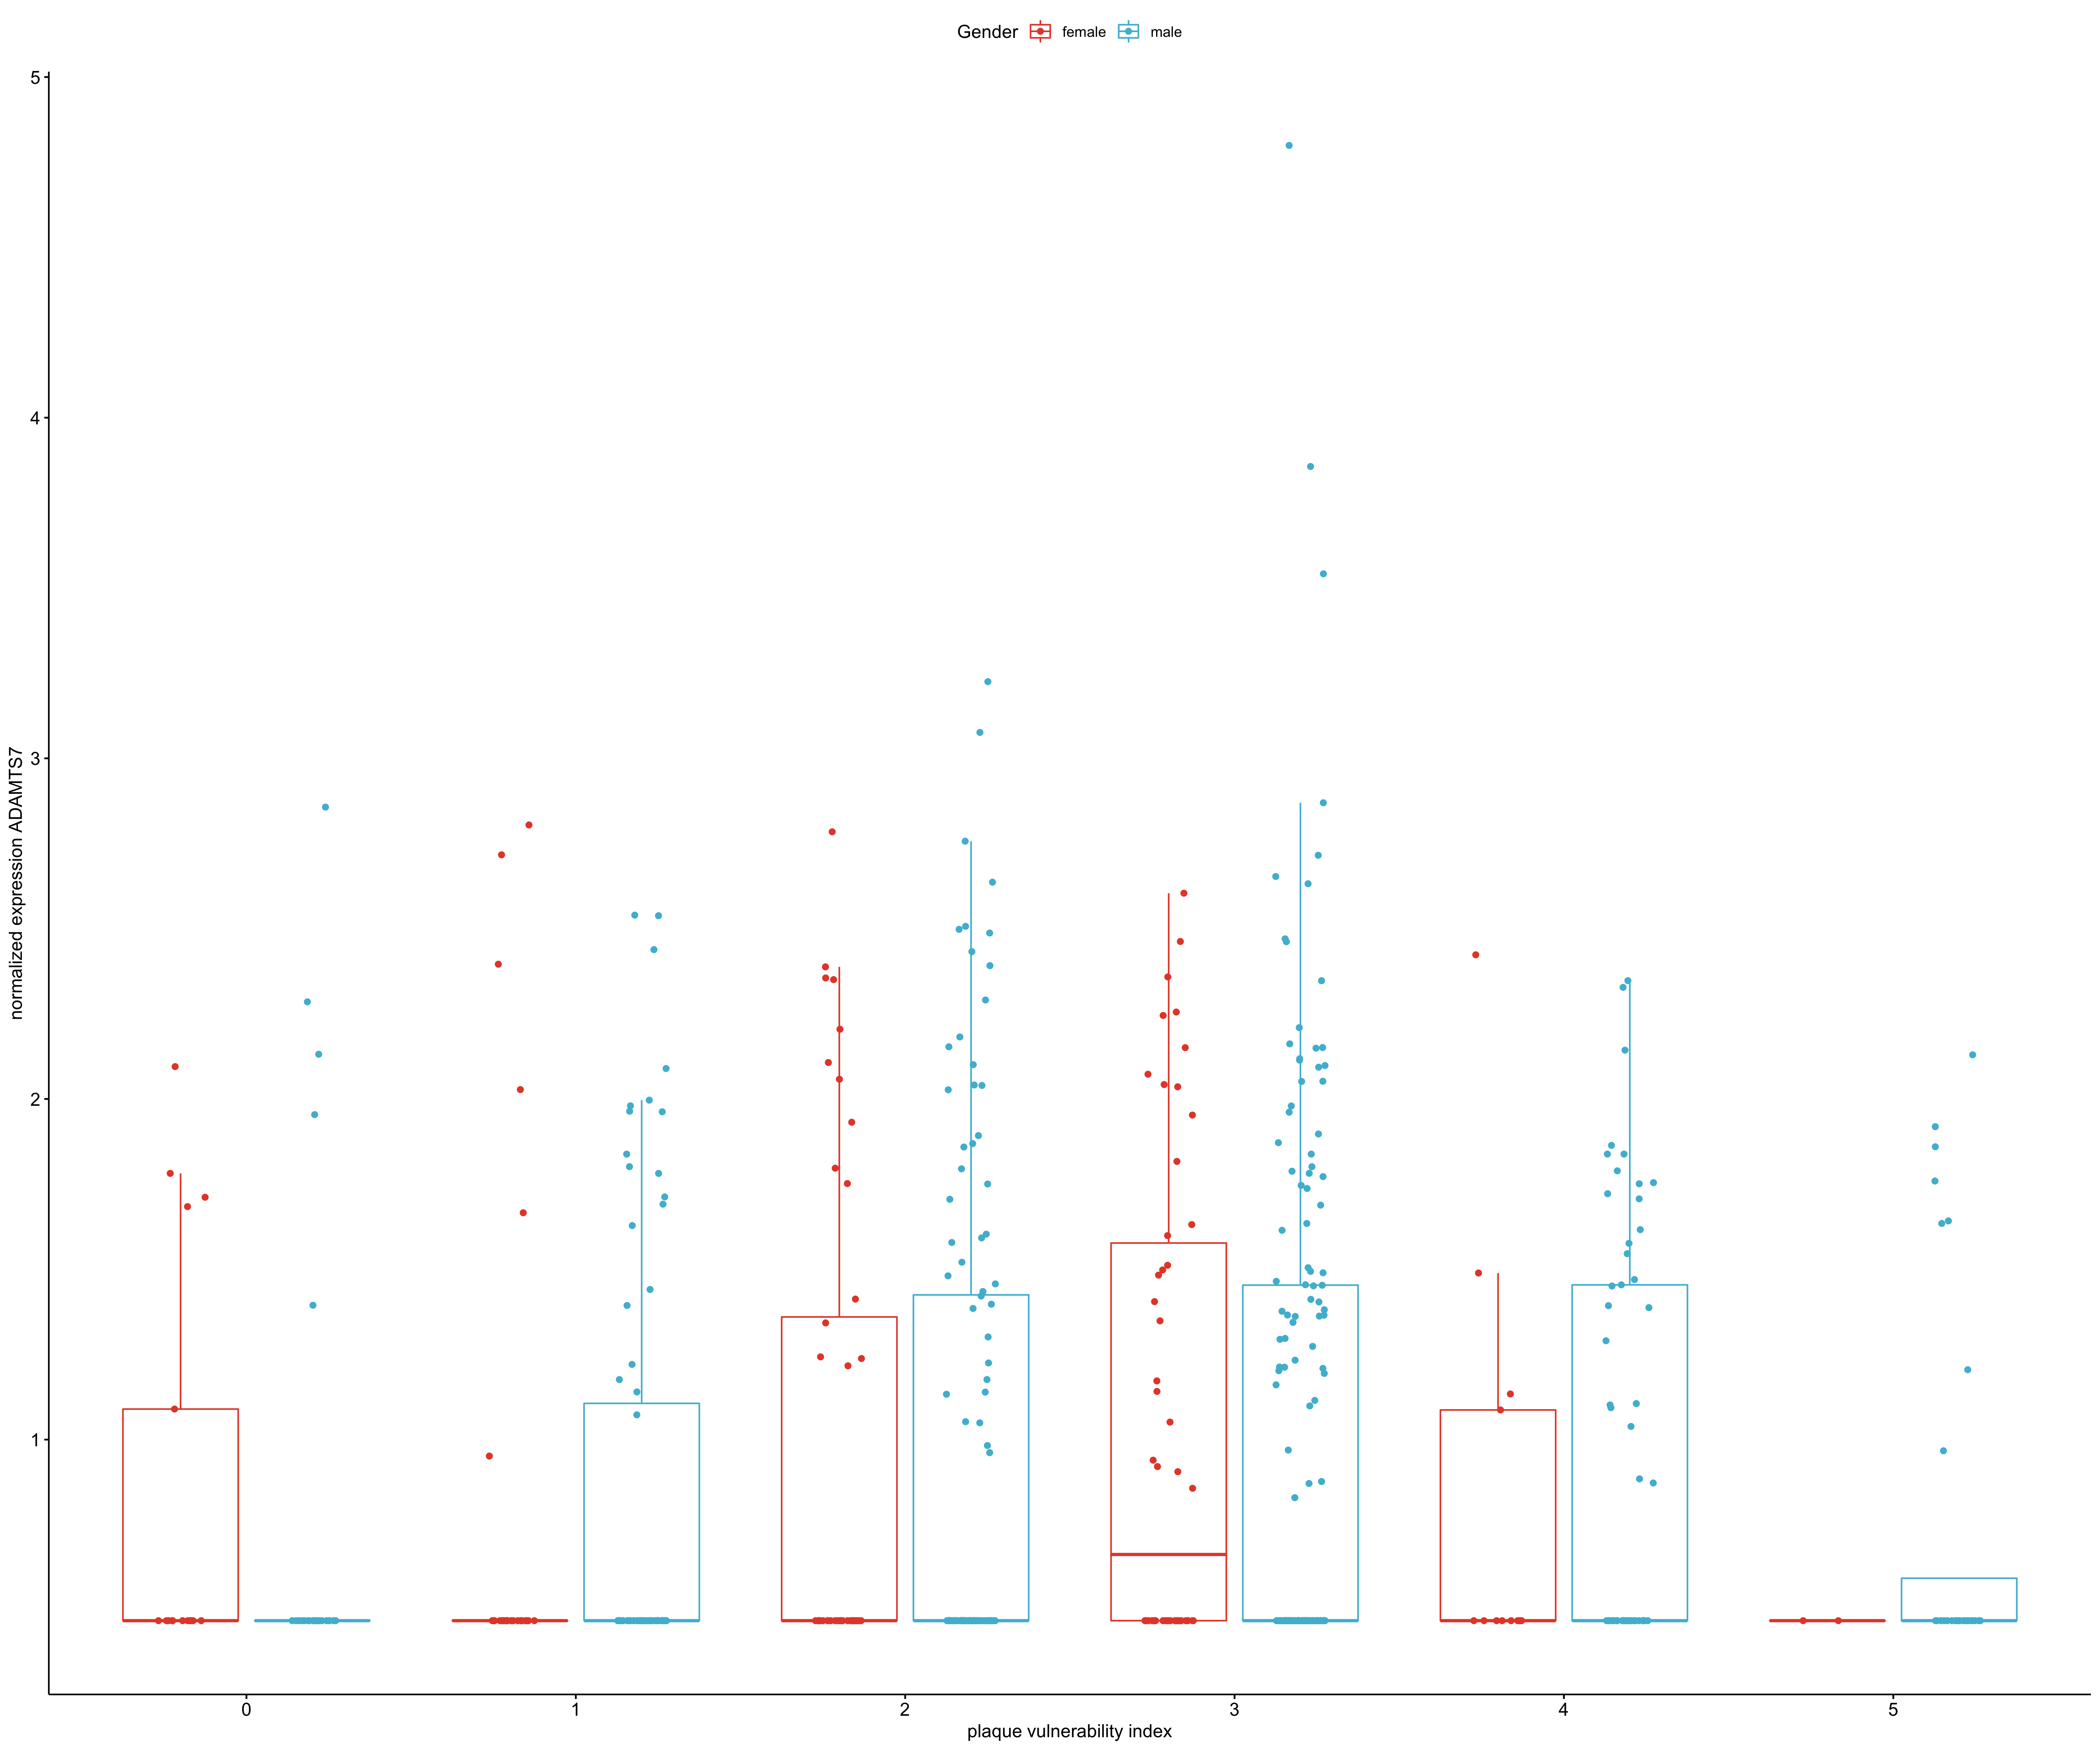 Gender female male
5
4
3
2
1
normalized expression ADAMTS7
0 1 2 3 4 5
plaque vulnerability index